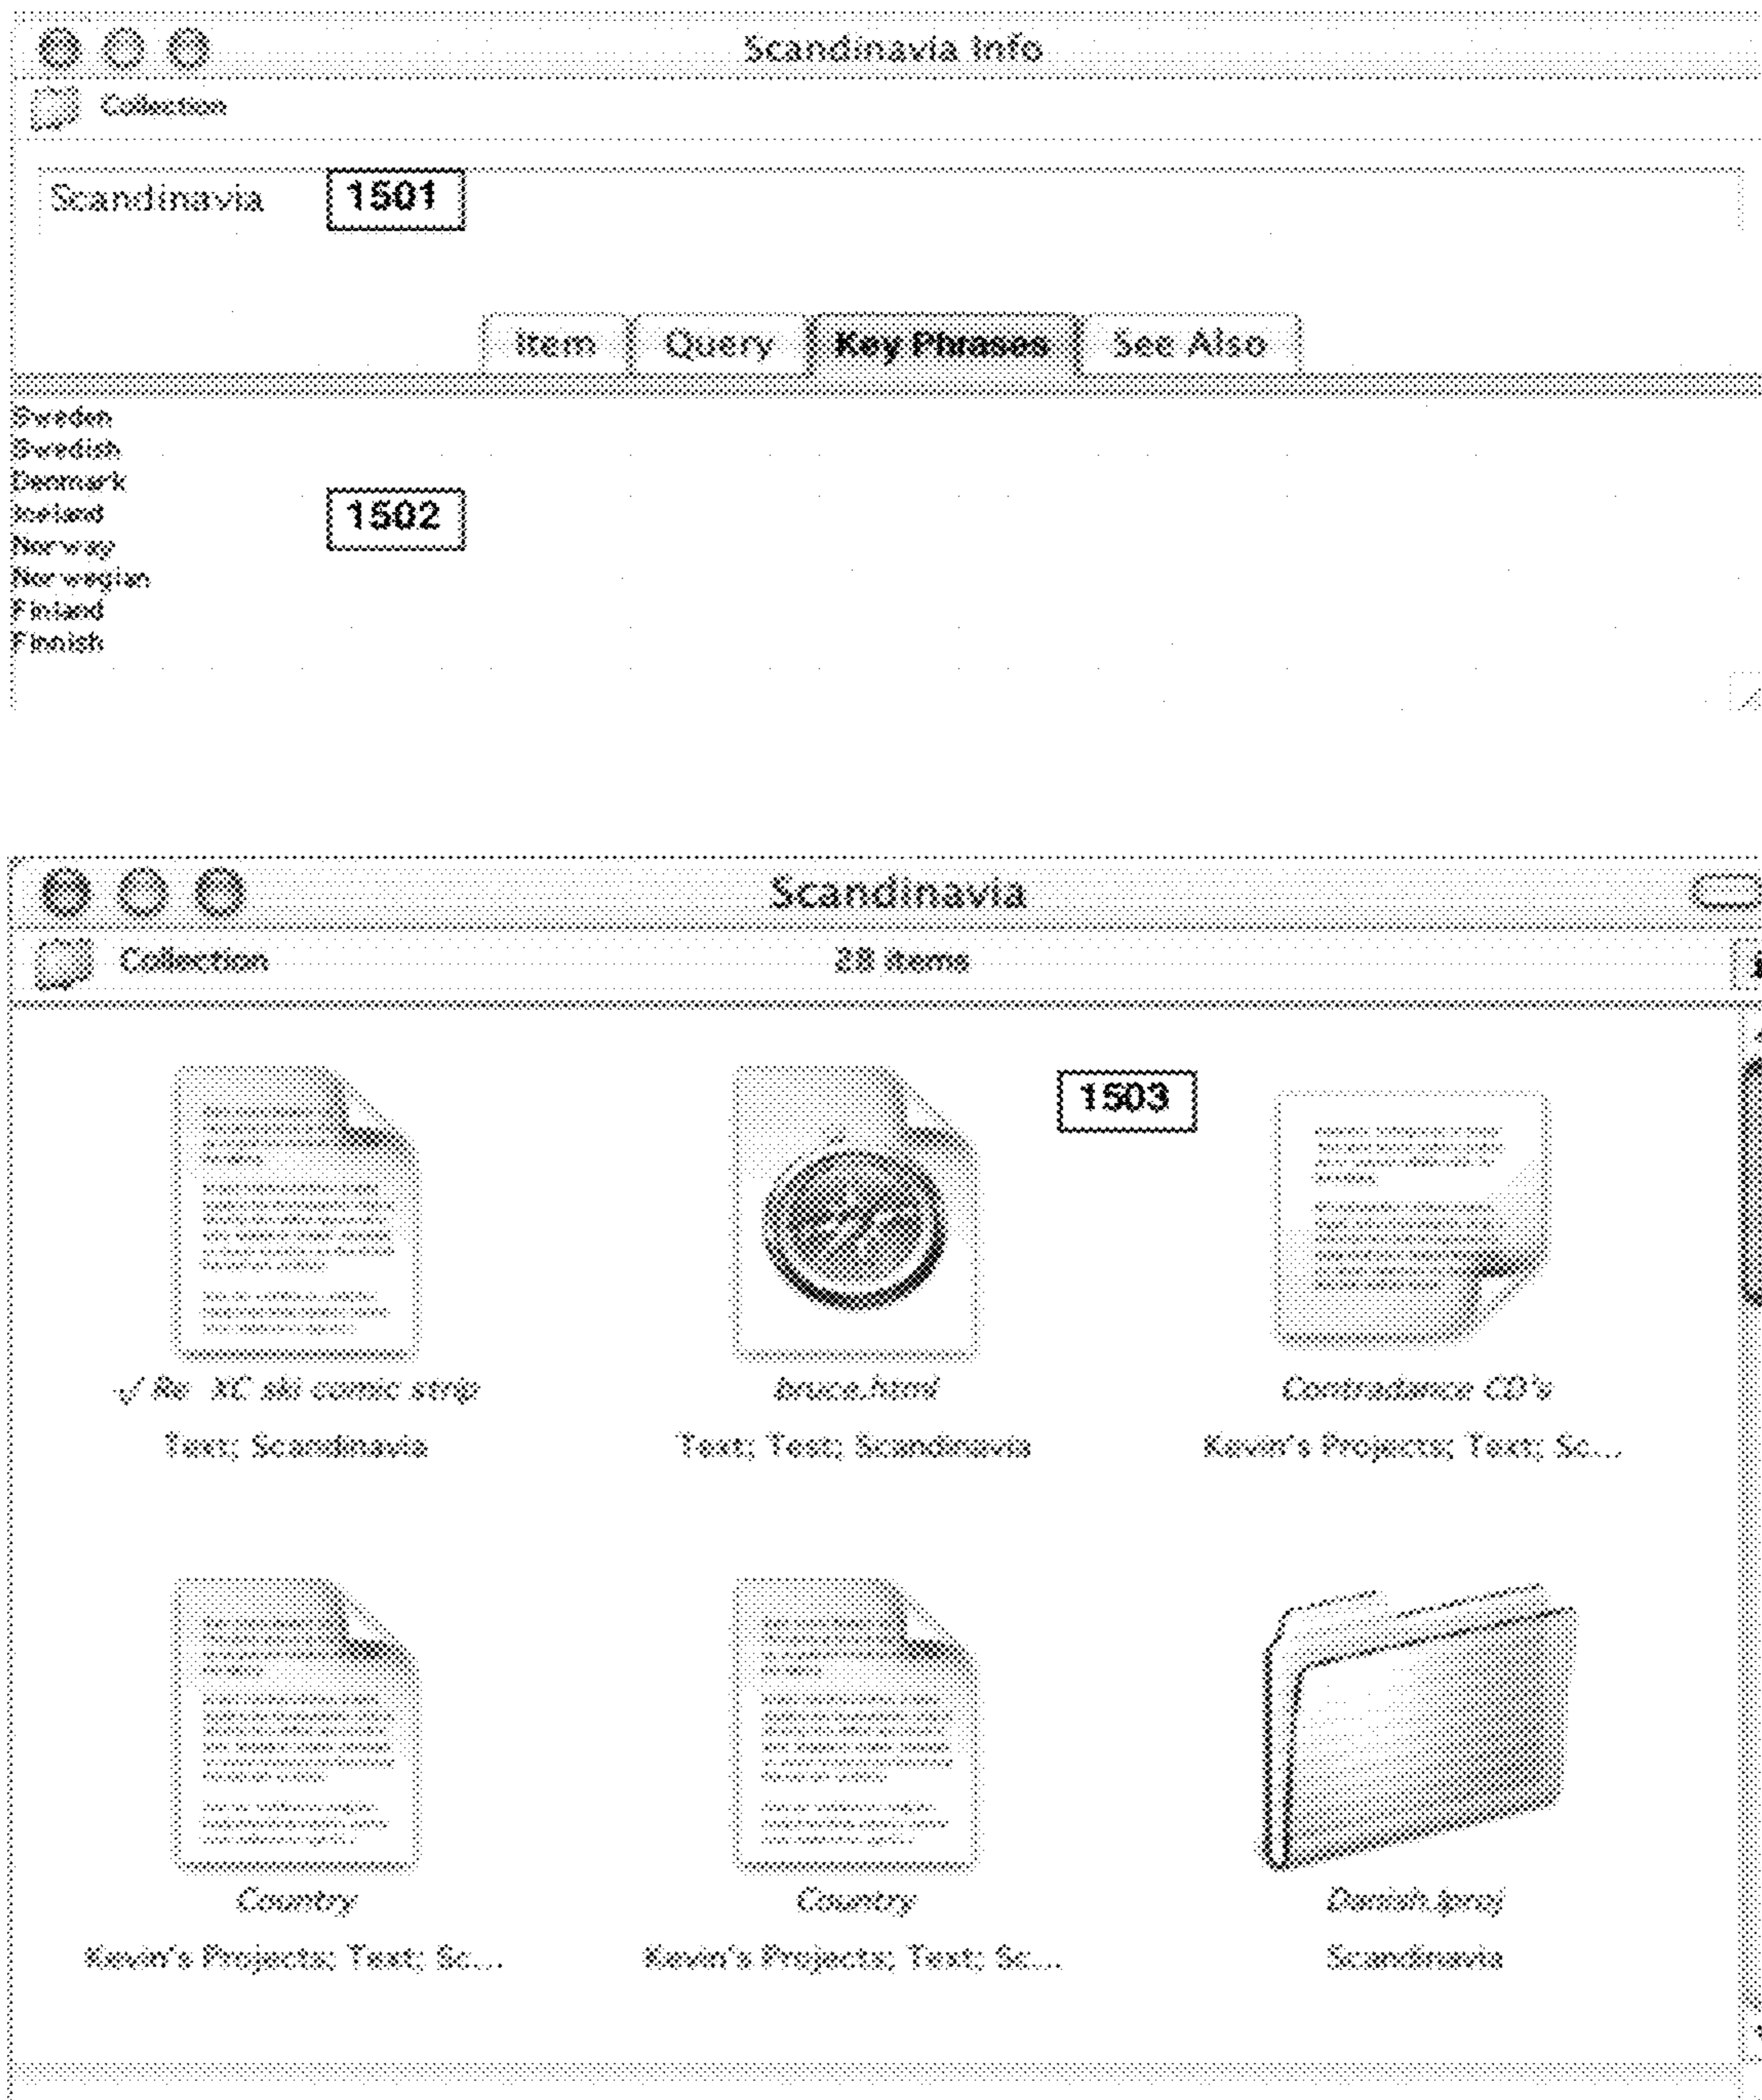 Scandinavia Info
Collection
Scandinavia 1501
Item Query Key Phrases See Also
Sweden
Swedish
Denmark
Iceland
1502
Norway
Norwegian
Finland
Finnish
Scandinavia
Collection 28 items
1503
√ Re XC ski comic strip bruce.html Contradance CD's
Text; Scandinavia Text; Test; Scandinavia Kevin's Projects; Text; Sc...
Country Country Danish.lprej
Kevin's Projects; Text; Sc... Kevin's Projects; Text; Sc... Scandinavia